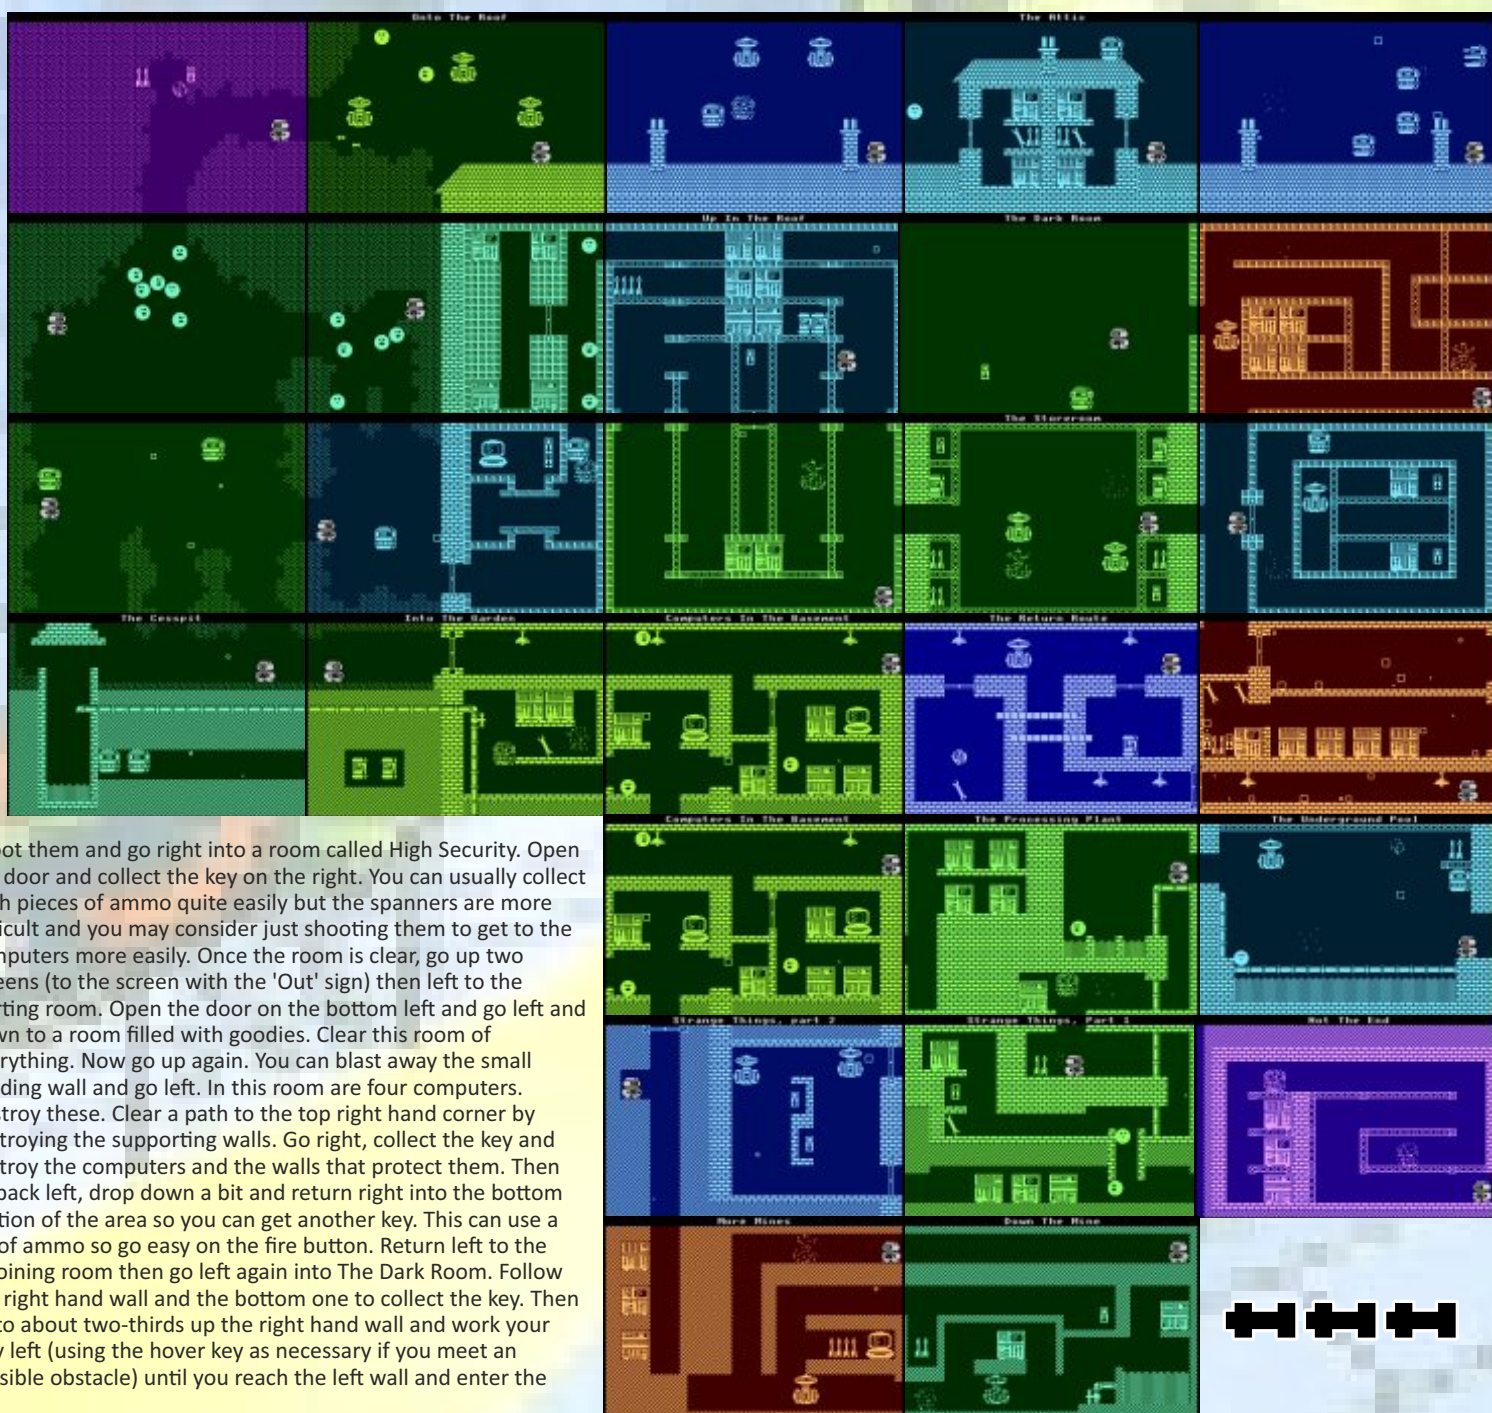 Onto The Roof
The Attic
Up In The Roof
The Dark Room
The Storeroom
The Cesspit
Into The Garden
Computers In The Basement
The Return Route
Computers In The Basement
The Processing Plant
The Underground Pool
Strange Things, part 2
Strange Things, Part 1
Not The End
More Mines
Down The Mine
oot them and go right into a room called High Security. Open
door and collect the key on the right. You can usually collect
h pieces of ammo quite easily but the spanners are more
ficult and you may consider just shooting them to get to the
mputers more easily. Once the room is clear, go up two
eens (to the screen with the 'Out' sign) then left to the
rting room. Open the door on the bottom left and go left and
wn to a room filled with goodies. Clear this room of
erything. Now go up again. You can blast away the small
ding wall and go left. In this room are four computers.
stroy these. Clear a path to the top right hand corner by
stroying the supporting walls. Go right, collect the key and
stroy the computers and the walls that protect them. Then
back left, drop down a bit and return right into the bottom
tion of the area so you can get another key. This can use a
of ammo so go easy on the fire button. Return left to the
oining room then go left again into The Dark Room. Follow
right hand wall and the bottom one to collect the key. Then
to about two-thirds up the right hand wall and work your
y left (using the hover key as necessary if you meet an
isible obstacle) until you reach the left wall and enter the